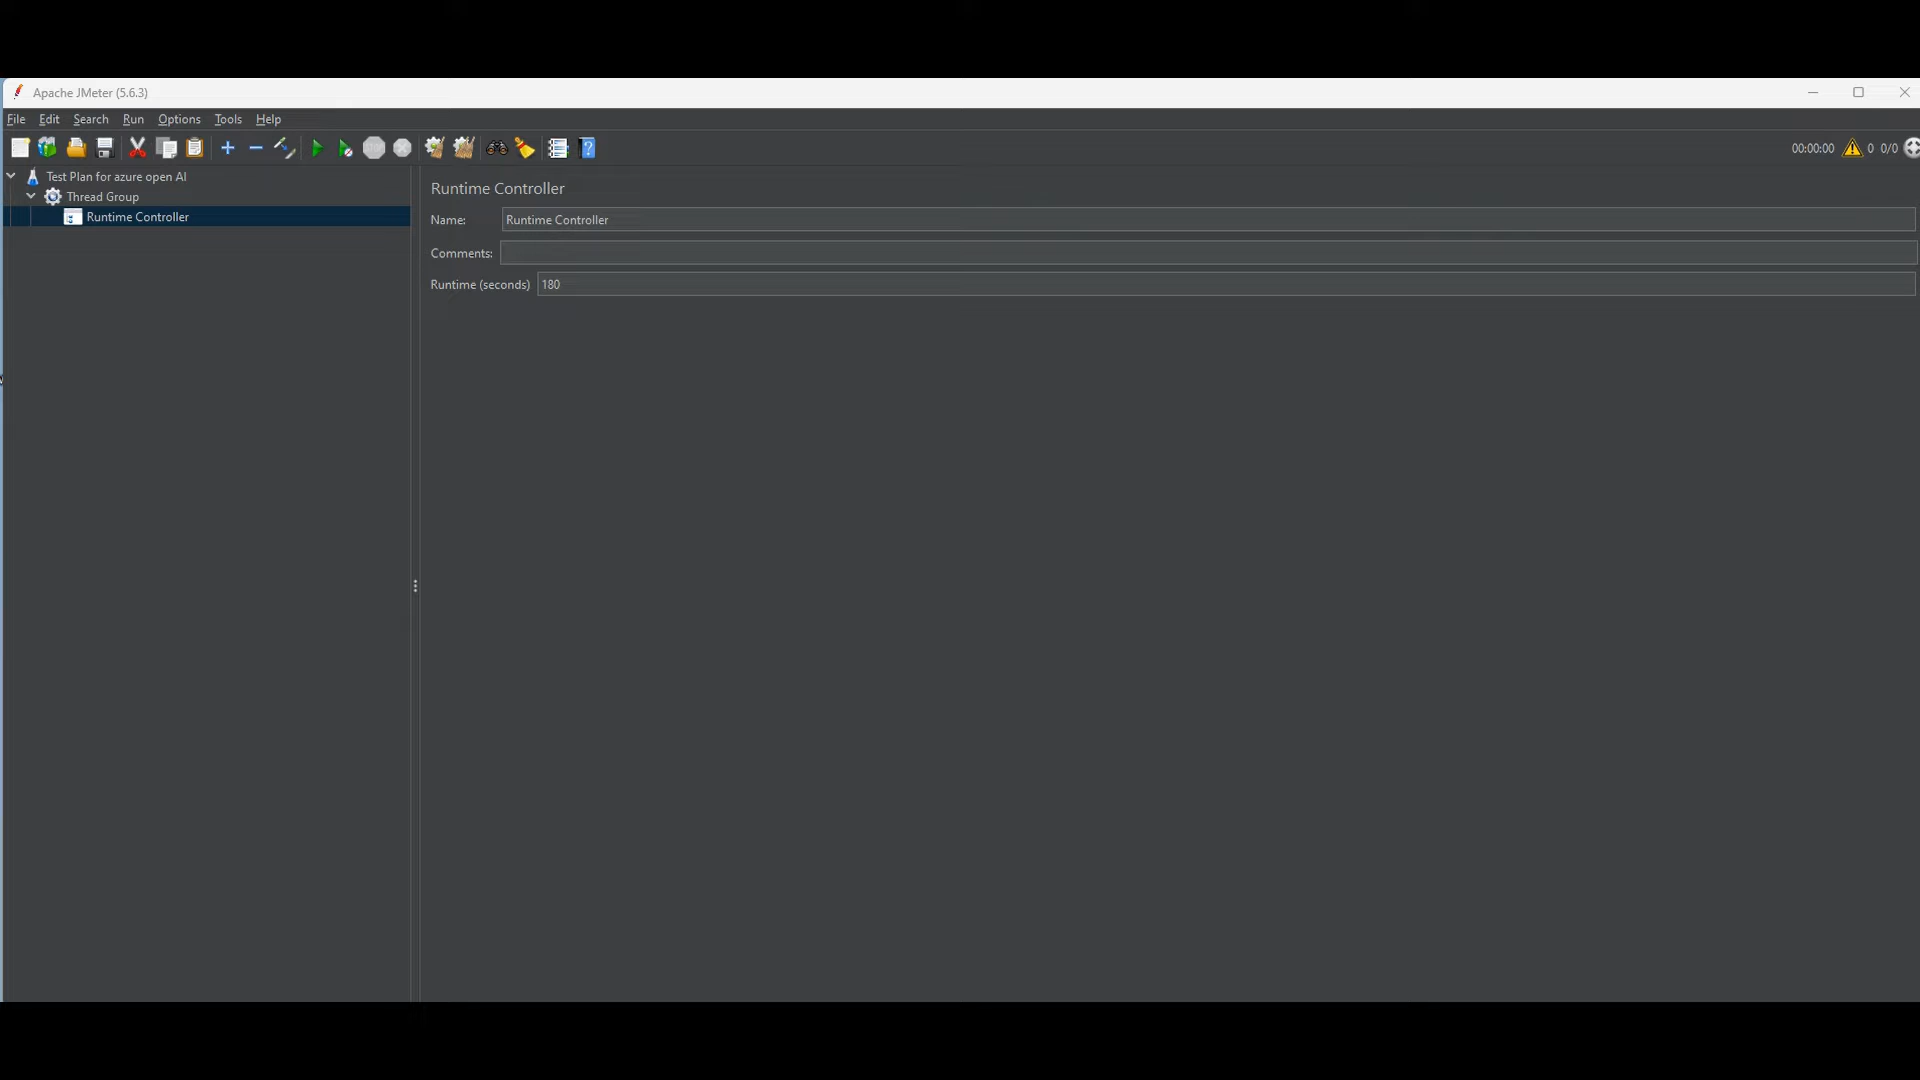 Apache JMeter (5.6.3)
File Edit Search Run Options Tools Help
00:00:00 0 0/0
Test Plan for azure open AI
Thread Group
Runtime Controller
Runtime Controller
Name: Runtime Controller
Comments:
Runtime (seconds) 180